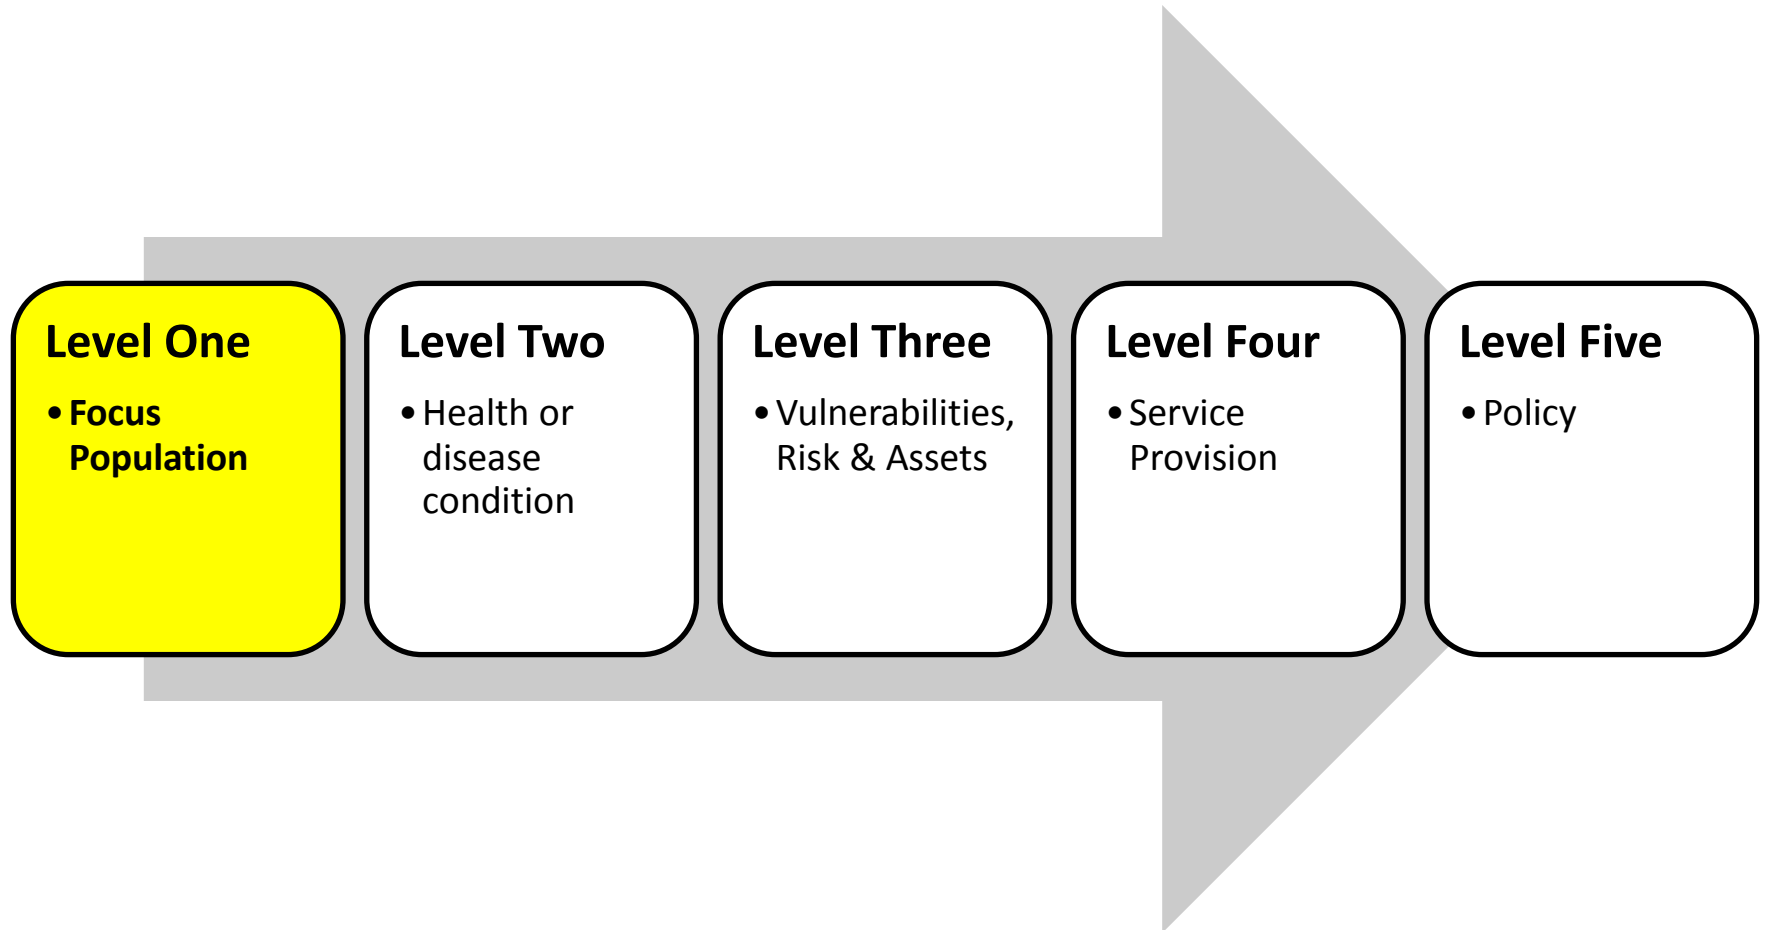 Level One
•Focus
Population
Level Two
•Health or
disease
condition
Level Three
•Vulnerabilities,
Risk & Assets
Level Four
•Service
Provision
Level Five
•Policy